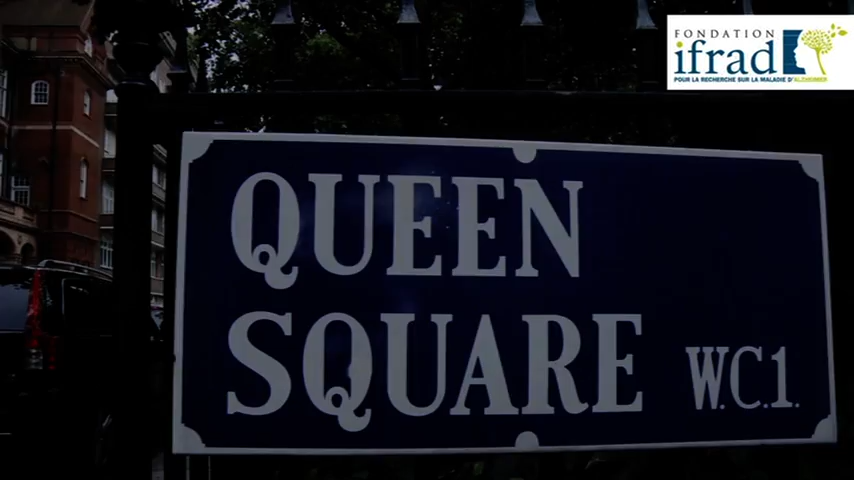 FONDATION
ifrad
POUR LA RECHERCHE SUR LA MALADIE D'ALZHEIMER
QUEEN
SQUARE W.C.1.